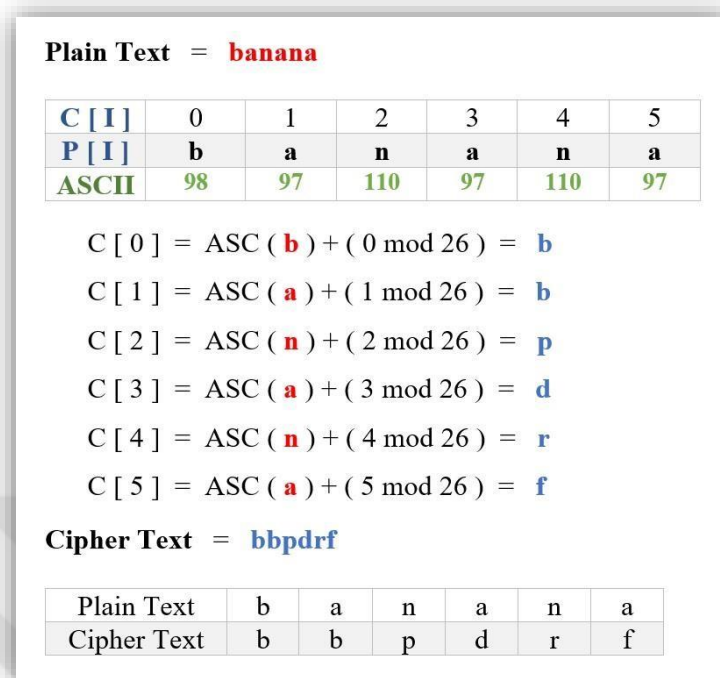 Plain Text = banana
C [ I ] 0 1 2 3 4 5
P [ I ] b a n a n a
ASCII 98 97 110 97 110 97
C [ 0 ] = ASC ( b ) + ( 0 mod 26 ) = b
C [ 1 ] = ASC ( a ) + ( 1 mod 26 ) = b
C [ 2 ] = ASC ( n ) + ( 2 mod 26 ) = p
C [ 3 ] = ASC ( a ) + ( 3 mod 26 ) = d
C [ 4 ] = ASC ( n ) + ( 4 mod 26 ) = r
C [ 5 ] = ASC ( a ) + ( 5 mod 26 ) = f
Cipher Text = bbpdrf
Plain Text b a n a n a
Cipher Text b b p d r f